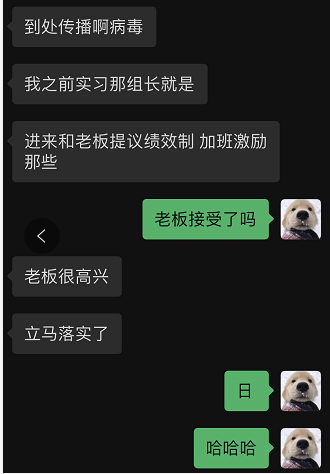 到处传播啊病毒
我之前实习那组长就是
进来和老板提议绩效制 加班激励
那些
老板接受了吗
老板很高兴
立马落实了
日
哈哈哈